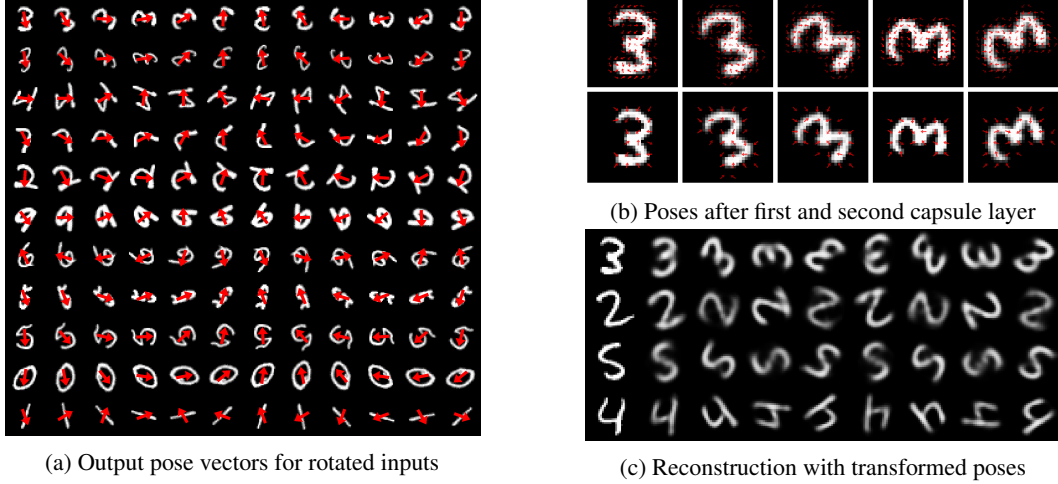 (a) Output pose vectors for rotated inputs
(b) Poses after first and second capsule layer
(c) Reconstruction with transformed poses